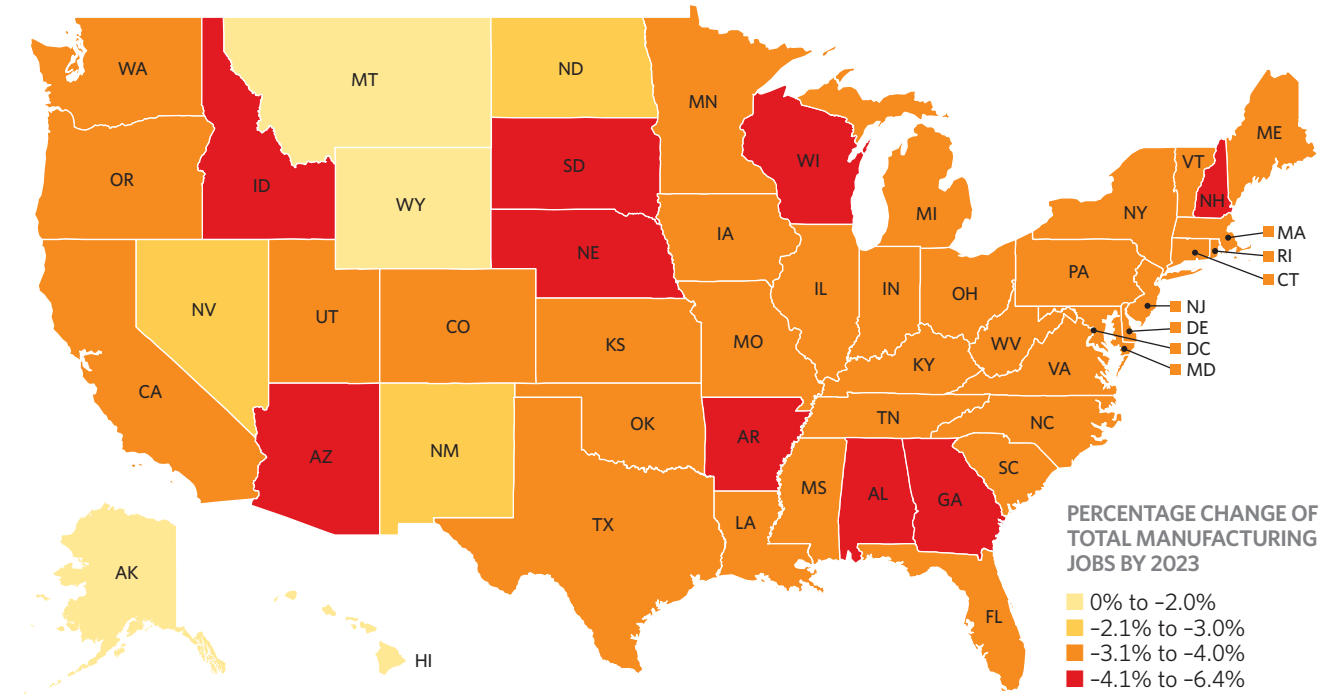 WA
MT
ND
MN
ME
OR
ID
SD
WI
VT
NH
WY
MI
NY
NE
IA
MA
RI
CT
NV
UT
CO
IL
IN
OH
PA
NJ
DE
DC
MD
KS
MO
WV
VA
KY
CA
AZ
NM
OK
AR
TN
NC
SC
TX
LA
MS
AL
GA
FL
AK
HI
PERCENTAGE CHANGE OF
TOTAL MANUFACTURING
JOBS BY 2023
0% to –2.0%
–2.1% to –3.0%
–3.1% to –4.0%
–4.1% to –6.4%